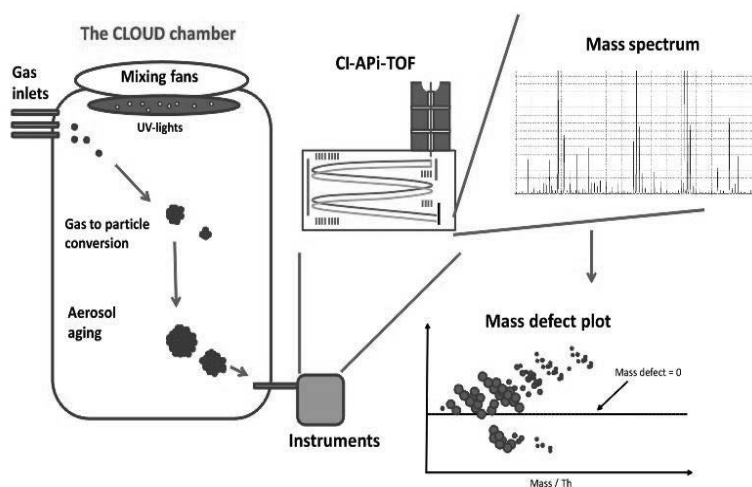 The CLOUD chamber
Gas
inlets
Mixing fans
UV-lights
Gas to particle
conversion
Aerosol
aging
Instruments
CI-APi-TOF
Mass spectrum
Mass defect plot
Mass defect = 0
Mass / Th